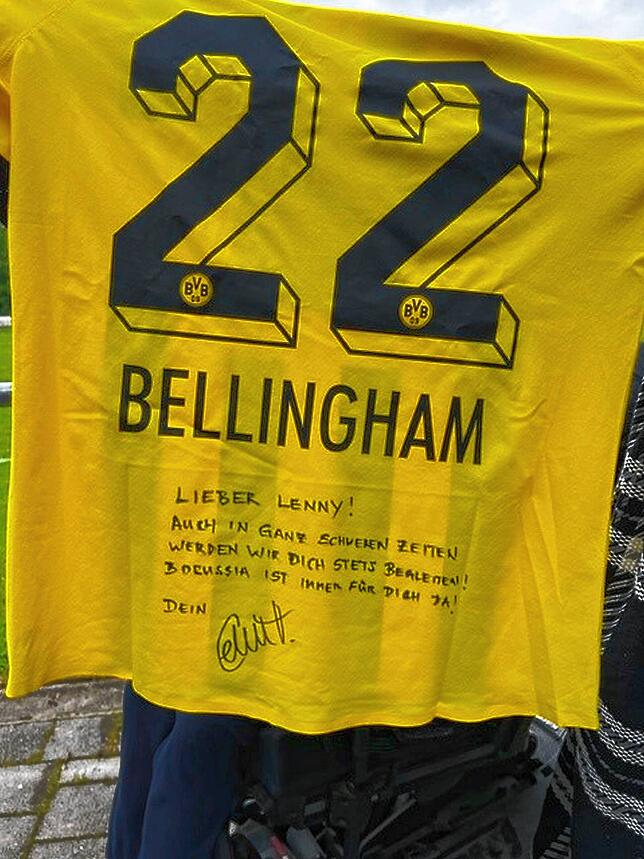 22
BVB 09 BVB 09
BELLINGHAM
LIEBER LENNY!
AUCH IN GANZ SCHWEREN ZEITEN
WERDEN WIR DICH STETS BEGLEITEN!
BORUSSIA IST IMMER FÜR DICH DA!
DEIN